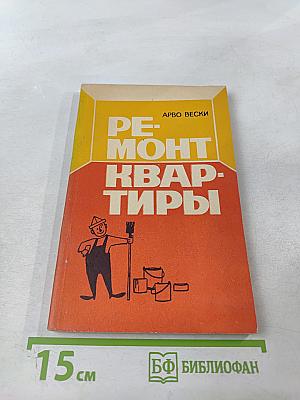 АРВО ВЕСКИ
РЕ-
МОНТ
КВАР-
ТИРЫ
15 см
БФ БИБЛИОФАН